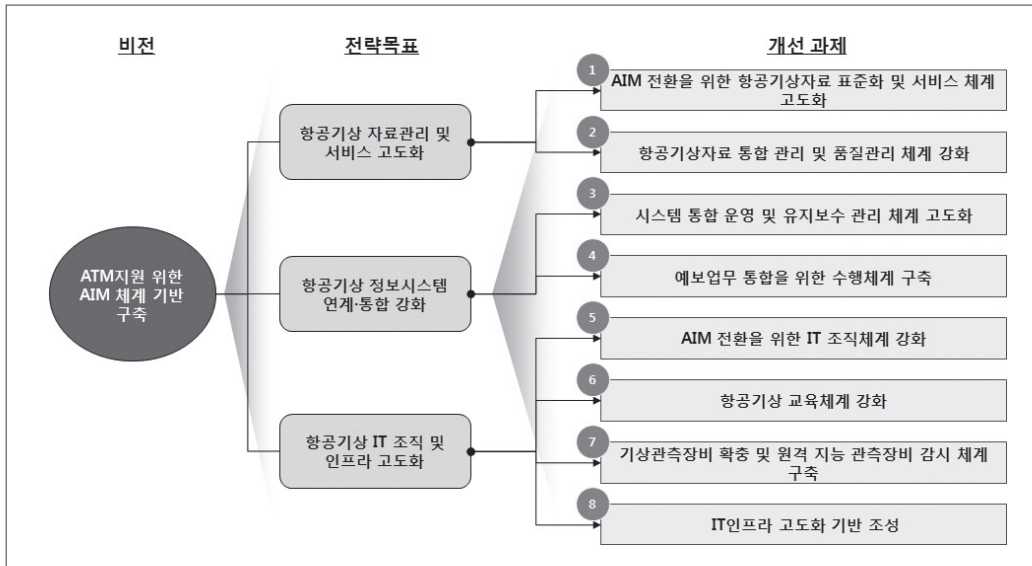 비전
전략목표
개선 과제
ATM지원 위한
AIM 체계 기반
구축
항공기상 자료관리 및
서비스 고도화
항공기상 정보시스템
연계·통합 강화
항공기상 IT 조직 및
인프라 고도화
1
AIM 전환을 위한 항공기상자료 표준화 및 서비스 체계
고도화
2
항공기상자료 통합 관리 및 품질관리 체계 강화
3
시스템 통합 운영 및 유지보수 관리 체계 고도화
4
예보업무 통합을 위한 수행체계 구축
5
AIM 전환을 위한 IT 조직체계 강화
6
항공기상 교육체계 강화
7
기상관측장비 확충 및 원격 지능 관측장비 감시 체계
구축
8
IT인프라 고도화 기반 조성